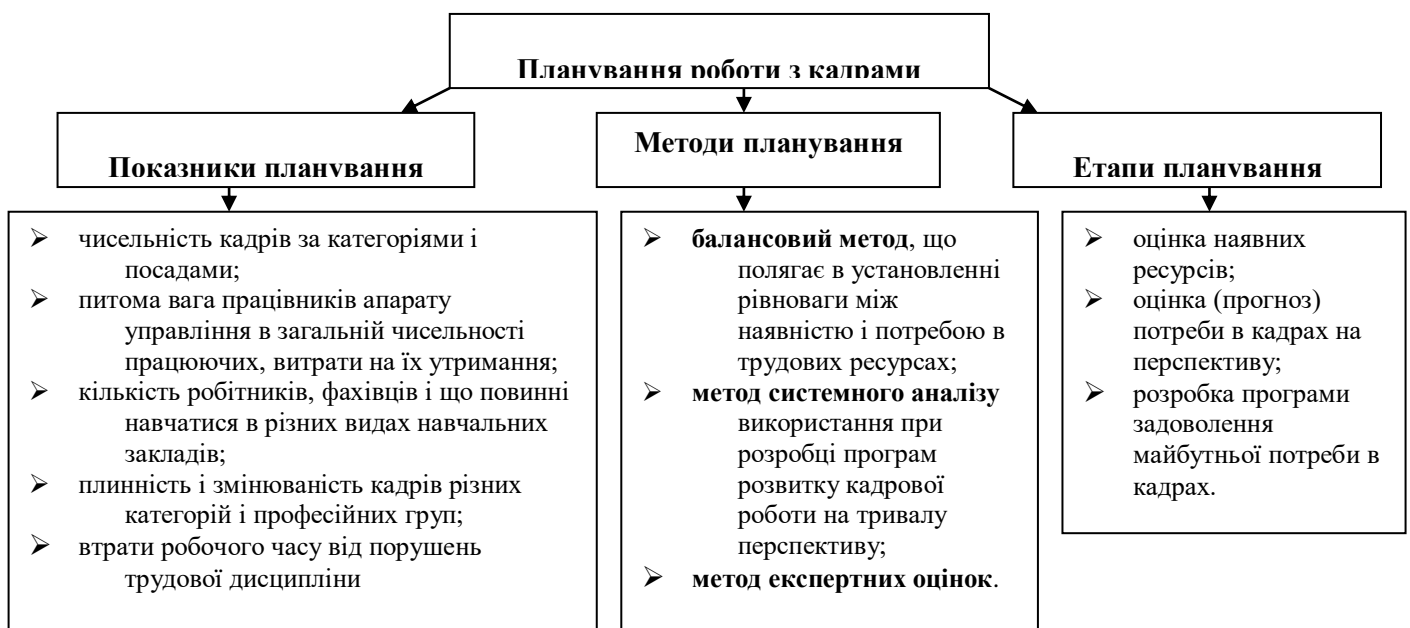 Планування роботи з кадрами
Показники планування
Методи планування
Етапи планування
➢ чисельність кадрів за категоріями і
посадами;
➢ питома вага працівників апарату
управління в загальній чисельності
працюючих, витрати на їх утримання;
➢ кількість робітників, фахівців і що повинні
навчатися в різних видах навчальних
закладів;
➢ плинність і змінюваність кадрів різних
категорій і професійних груп;
➢ втрати робочого часу від порушень
трудової дисципліни
➢ балансовий метод, що
полягає в установленні
рівноваги між
наявністю і потребою в
трудових ресурсах;
➢ метод системного аналізу
використання при
розробці програм
розвитку кадрової
роботи на тривалу
перспективу;
➢ метод експертних оцінок.
➢ оцінка наявних
ресурсів;
➢ оцінка (прогноз)
потреби в кадрах на
перспективу;
➢ розробка програми
задоволення
майбутньої потреби в
кадрах.